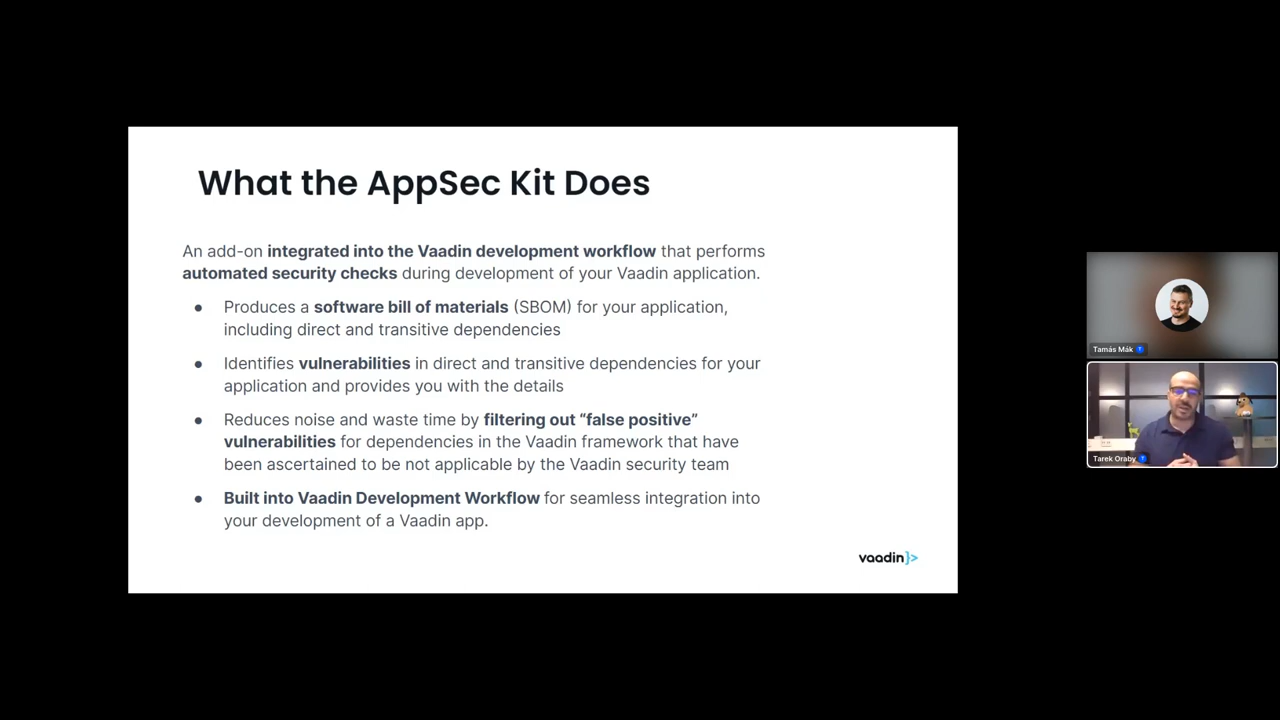 What the AppSec Kit Does
An add-on integrated into the Vaadin development workflow that performs
automated security checks during development of your Vaadin application.
● Produces a software bill of materials (SBOM) for your application,
including direct and transitive dependencies
● Identifies vulnerabilities in direct and transitive dependencies for your
application and provides you with the details
● Reduces noise and waste time by filtering out “false positive”
vulnerabilities for dependencies in the Vaadin framework that have
been ascertained to be not applicable by the Vaadin security team
● Built into Vaadin Development Workflow for seamless integration into
your development of a Vaadin app.
vaadin}>
Tamás Mák
Tarek Oraby